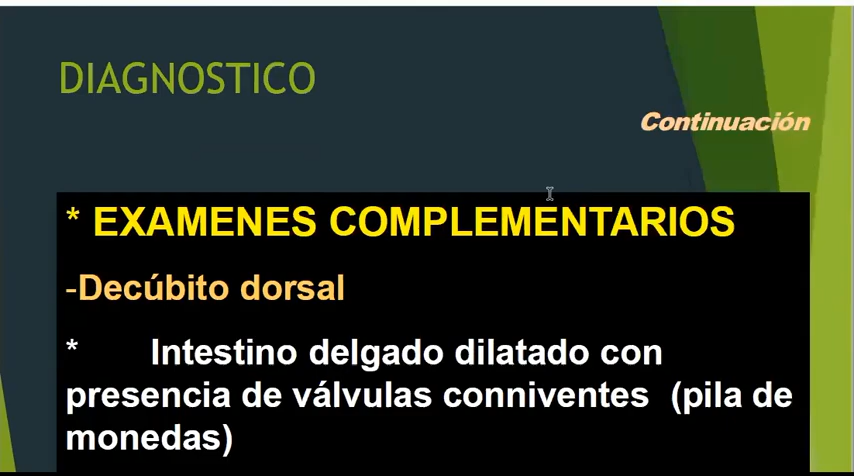 DIAGNOSTICO
Continuación
* EXAMENES COMPLEMENTARIOS
-Decúbito dorsal
* Intestino delgado dilatado con
presencia de válvulas conniventes (pila de
monedas)